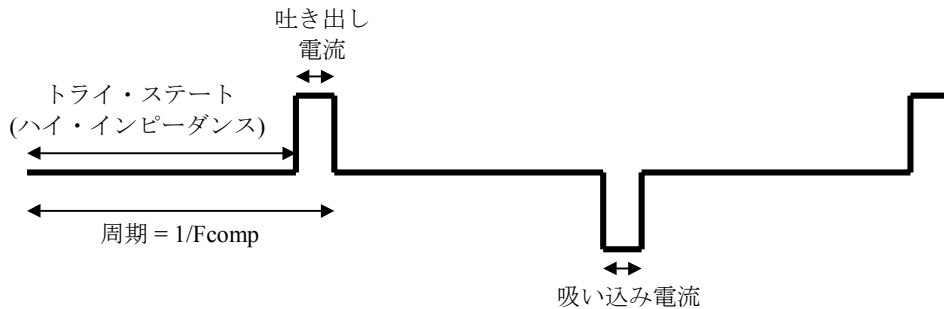 吐き出し
電流
トライ・ステート
(ハイ・インピーダンス)
周期 = 1/Fcomp
吸い込み電流